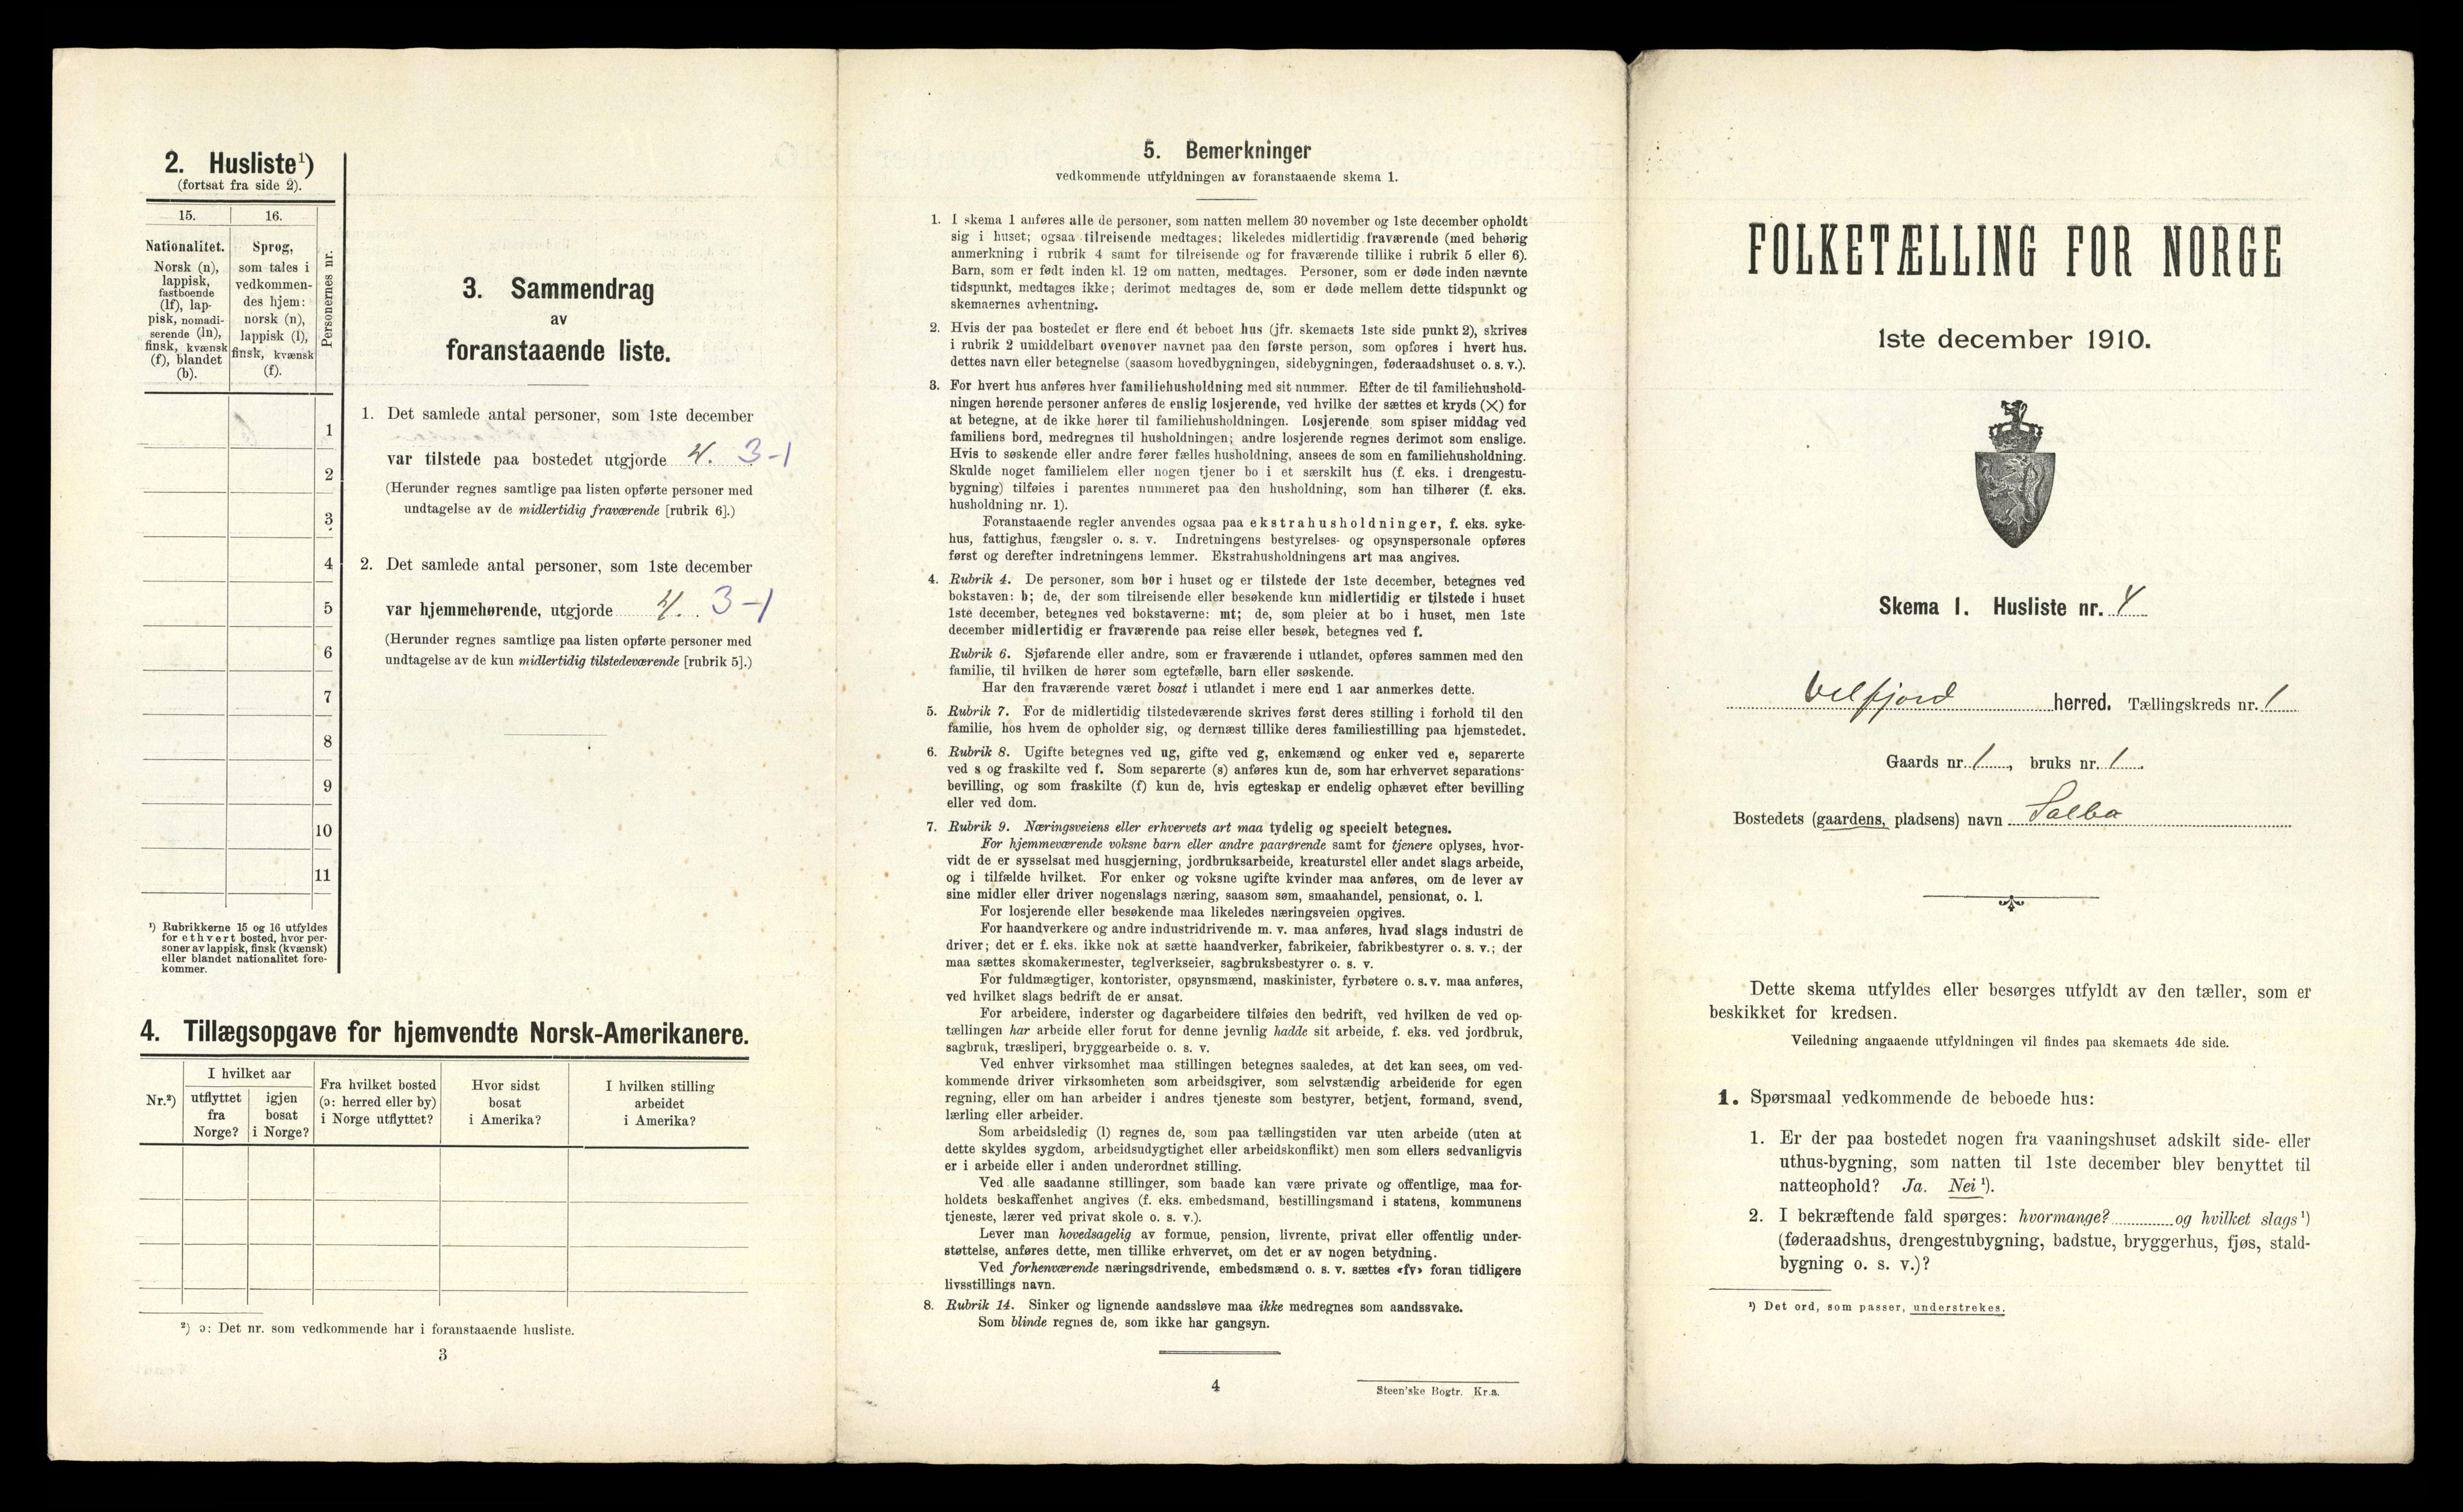 2. Husliste¹)
(fortsat fra side 2).
15.
16.
Personernes nr.
Nationalitet.
Norsk (n),
lappisk,
fastboende
(lf), lap-
pisk, nomadi-
serende (ln),
finsk, kvænsk
(f), blandet
(b).
Sprog,
som tales i
vedkommen-
des hjem:
norsk (n),
lappisk (l),
finsk, kvænsk
(f).
1
2
3
4
5
6
7
8
9
10
11
¹) Rubrikkerne 15 og 16 utfyldes
for ethvert bosted, hvor per-
soner av lappisk, finsk (kvænsk)
eller blandet nationalitet fore-
kommer.
3. Sammendrag
av
foranstaaende liste.
1. Det samlede antal personer, som 1ste december
var tilstede paa bostedet utgjorde 4. 3-1
(Herunder regnes samtlige paa listen opførte personer med
undtagelse av de midlertidig fraværende [rubrik 6].)
2. Det samlede antal personer, som 1ste december
var hjemmehørende, utgjorde 4. 3-1
(Herunder regnes samtlige paa listen opførte personer med
undtagelse av de kun midlertidig tilstedeværende [rubrik 5].)
4. Tillægsopgave for hjemvendte Norsk-Amerikanere.
Nr.²)
I hvilket aar
utflyttet
fra
Norge?
igjen
bosat
i Norge?
Fra hvilket bosted
(ɔ: herred eller by)
i Norge utflyttet?
Hvor sidst
bosat
i Amerika?
I hvilken stilling
arbeidet
i Amerika?
²) ɔ: Det nr. som vedkommende har i foranstaaende husliste.
3
5. Bemerkninger
vedkommende utfyldningen av foranstaaende skema 1.
1. I skema 1 anføres alle de personer, som natten mellem 30 november og 1ste december opholdt
sig i huset; ogsaa tilreisende medtages; likeledes midlertidig fraværende (med behørig
anmerkning i rubrik 4 samt for tilreisende og for fraværende tillike i rubrik 5 eller 6).
Barn, som er født inden kl. 12 om natten, medtages. Personer, som er døde inden nævnte
tidspunkt, medtages ikke; derimot medtages de, som er døde mellem dette tidspunkt og
skemaernes avhentning.
2. Hvis der paa bostedet er flere end ét beboet hus (jfr. skemaets 1ste side punkt 2), skrives
i rubrik 2 umiddelbart ovenover navnet paa den første person, som opføres i hvert hus,
dettes navn eller betegnelse (saasom hovedbygningen, sidebygningen, føderaadshuset o. s. v.).
3. For hvert hus anføres hver familiehusholdning med sit nummer. Efter de til familiehushold-
ningen hørende personer anføres de enslig losjerende, ved hvilke der sættes et kryds (×) for
at betegne, at de ikke hører til familiehusholdningen. Losjerende som spiser middag ved
familiens bord, medregnes til husholdningen; andre losjerende regnes derimot som enslige.
Hvis to søskende eller andre fører fælles husholdning, ansees de som en familiehusholdning.
Skulde noget familielem eller nogen tjener bo i et særskilt hus (f. eks. i drengestu-
bygning) tilføies i parentes nummeret paa den husholdning, som han tilhører (f. eks.
husholdning nr. 1).
Foranstaaende regler anvendes ogsaa paa ekstrahusholdninger, f. eks. syke-
hus, fattighus, fængsler o. s. v. Indretningens bestyrelses- og opsynspersonale opføres
først og derefter indretningens lemmer. Ekstrahusholdningens art maa angives.
4. Rubrik 4. De personer, som bor i huset og er tilstede der 1ste december, betegnes ved
bokstaven: b; de, der som tilreisende eller besøkende kun midlertidig er tilstede i huset
1ste december, betegnes ved bokstaverne: mt; de, som pleier at bo i huset, men 1ste
december midlertidig er fraværende paa reise eller besøk, betegnes ved f.
Rubrik 6. Sjøfarende eller andre, som er fraværende i utlandet, opføres sammen med den
familie, til hvilken de hører som egtefælle, barn eller søskende.
Har den fraværende været bosat i utlandet i mere end 1 aar anmerkes dette.
5. Rubrik 7. For de midlertidig tilstedeværende skrives først deres stilling i forhold til den
familie, hos hvem de opholder sig, og dernæst tillike deres familiestilling paa hjemstedet.
6. Rubrik 8. Ugifte betegnes ved ug, gifte ved g, enkemænd og enker ved e, separerte
ved s og fraskilte ved f. Som separerte (s) anføres kun de, som har erhvervet separations-
bevilling, og som fraskilte (f) kun de, hvis egteskap er endelig ophævet efter bevilling
eller ved dom.
7. Rubrik 9. Næringsveiens eller erhvervets art maa tydelig og specielt betegnes.
For hjemmeværende voksne barn eller andre paarørende samt for tjenere oplyses, hvor-
vidt de er sysselsat med husgjerning, jordbruksarbeide, kreaturstel eller andet slags arbeide,
og i tilfælde hvilket. For enker og voksne ugifte kvinder maa anføres, om de lever av
sine midler eller driver nogenslags næring, saasom søm, smaahandel, pensionat, o. l.
For losjerende eller besøkende maa likeledes næringsveien opgives.
For haandverkere og andre industridrivende m. v. maa anføres, hvad slags industri de
driver; det er f. eks. ikke nok at sætte haandverker, fabrikeier, fabrikbestyrer o. s. v.; der
maa sættes skomakermester, teglverkseier, sagbruksbestyrer o. s. v.
For fuldmægtiger, kontorister, opsynsmænd, maskinister, fyrbøtere o. s. v. maa anføres,
ved hvilket slags bedrift de er ansat.
For arbeidere, inderster og dagarbeidere tilføies den bedrift, ved hvilken de ved op-
tællingen har arbeide eller forut for denne jevnlig hadde sit arbeide, f. eks. ved jordbruk,
sagbruk, træsliperi, bryggearbeide o. s. v.
Ved enhver virksomhet maa stillingen betegnes saaledes, at det kan sees, om ved-
kommende driver virksomheten som arbeidsgiver, som selvstændig arbeidende for egen
regning, eller om han arbeider i andres tjeneste som bestyrer, betjent, formand, svend,
lærling eller arbeider.
Som arbeidsledig (l) regnes de, som paa tællingstiden var uten arbeide (uten at
dette skyldes sygdom, arbeidsudygtighet eller arbeidskonflikt) men som ellers sedvanligvis
er i arbeide eller i anden underordnet stilling.
Ved alle saadanne stillinger, som baade kan være private og offentlige, maa for-
holdets beskaffenhet angives (f. eks. embedsmand, bestillingsmand i statens, kommunens
tjeneste, lærer ved privat skole o. s. v.).
Lever man hovedsagelig av formue, pension, livrente, privat eller offentlig under-
støttelse, anføres dette, men tillike erhvervet, om det er av nogen betydning.
Ved forhenværende næringsdrivende, embedsmænd o. s. v. sættes «fv» foran tidligere
livsstillings navn.
8. Rubrik 14. Sinker og lignende aandssløve maa ikke medregnes som aandssvake.
Som blinde regnes de, som ikke har gangsyn.
4
Steen'ske Bogtr. Kr.a.
FOLKETÆLLING FOR NORGE
1ste december 1910.
Skema 1. Husliste nr. 4
Velfjord herred. Tællingskreds nr. 1
Gaards nr. 1, bruks nr. 1.
Bostedets (gaardens, pladsens) navn Salbo
Dette skema utfyldes eller besørges utfyldt av den tæller, som er
beskikket for kredsen.
Veiledning angaaende utfyldningen vil findes paa skemaets 4de side.
1. Spørsmaal vedkommende de beboede hus:
1. Er der paa bostedet nogen fra vaaningshuset adskilt side- eller
uthus-bygning, som natten til 1ste december blev benyttet til
natteophold? Ja. Nei ¹).
2. I bekræftende fald spørges: hvormange? og hvilket slags ¹)
(føderaadshus, drengestubygning, badstue, bryggerhus, fjøs, stald-
bygning o. s. v.)?
¹) Det ord, som passer, understrekes.